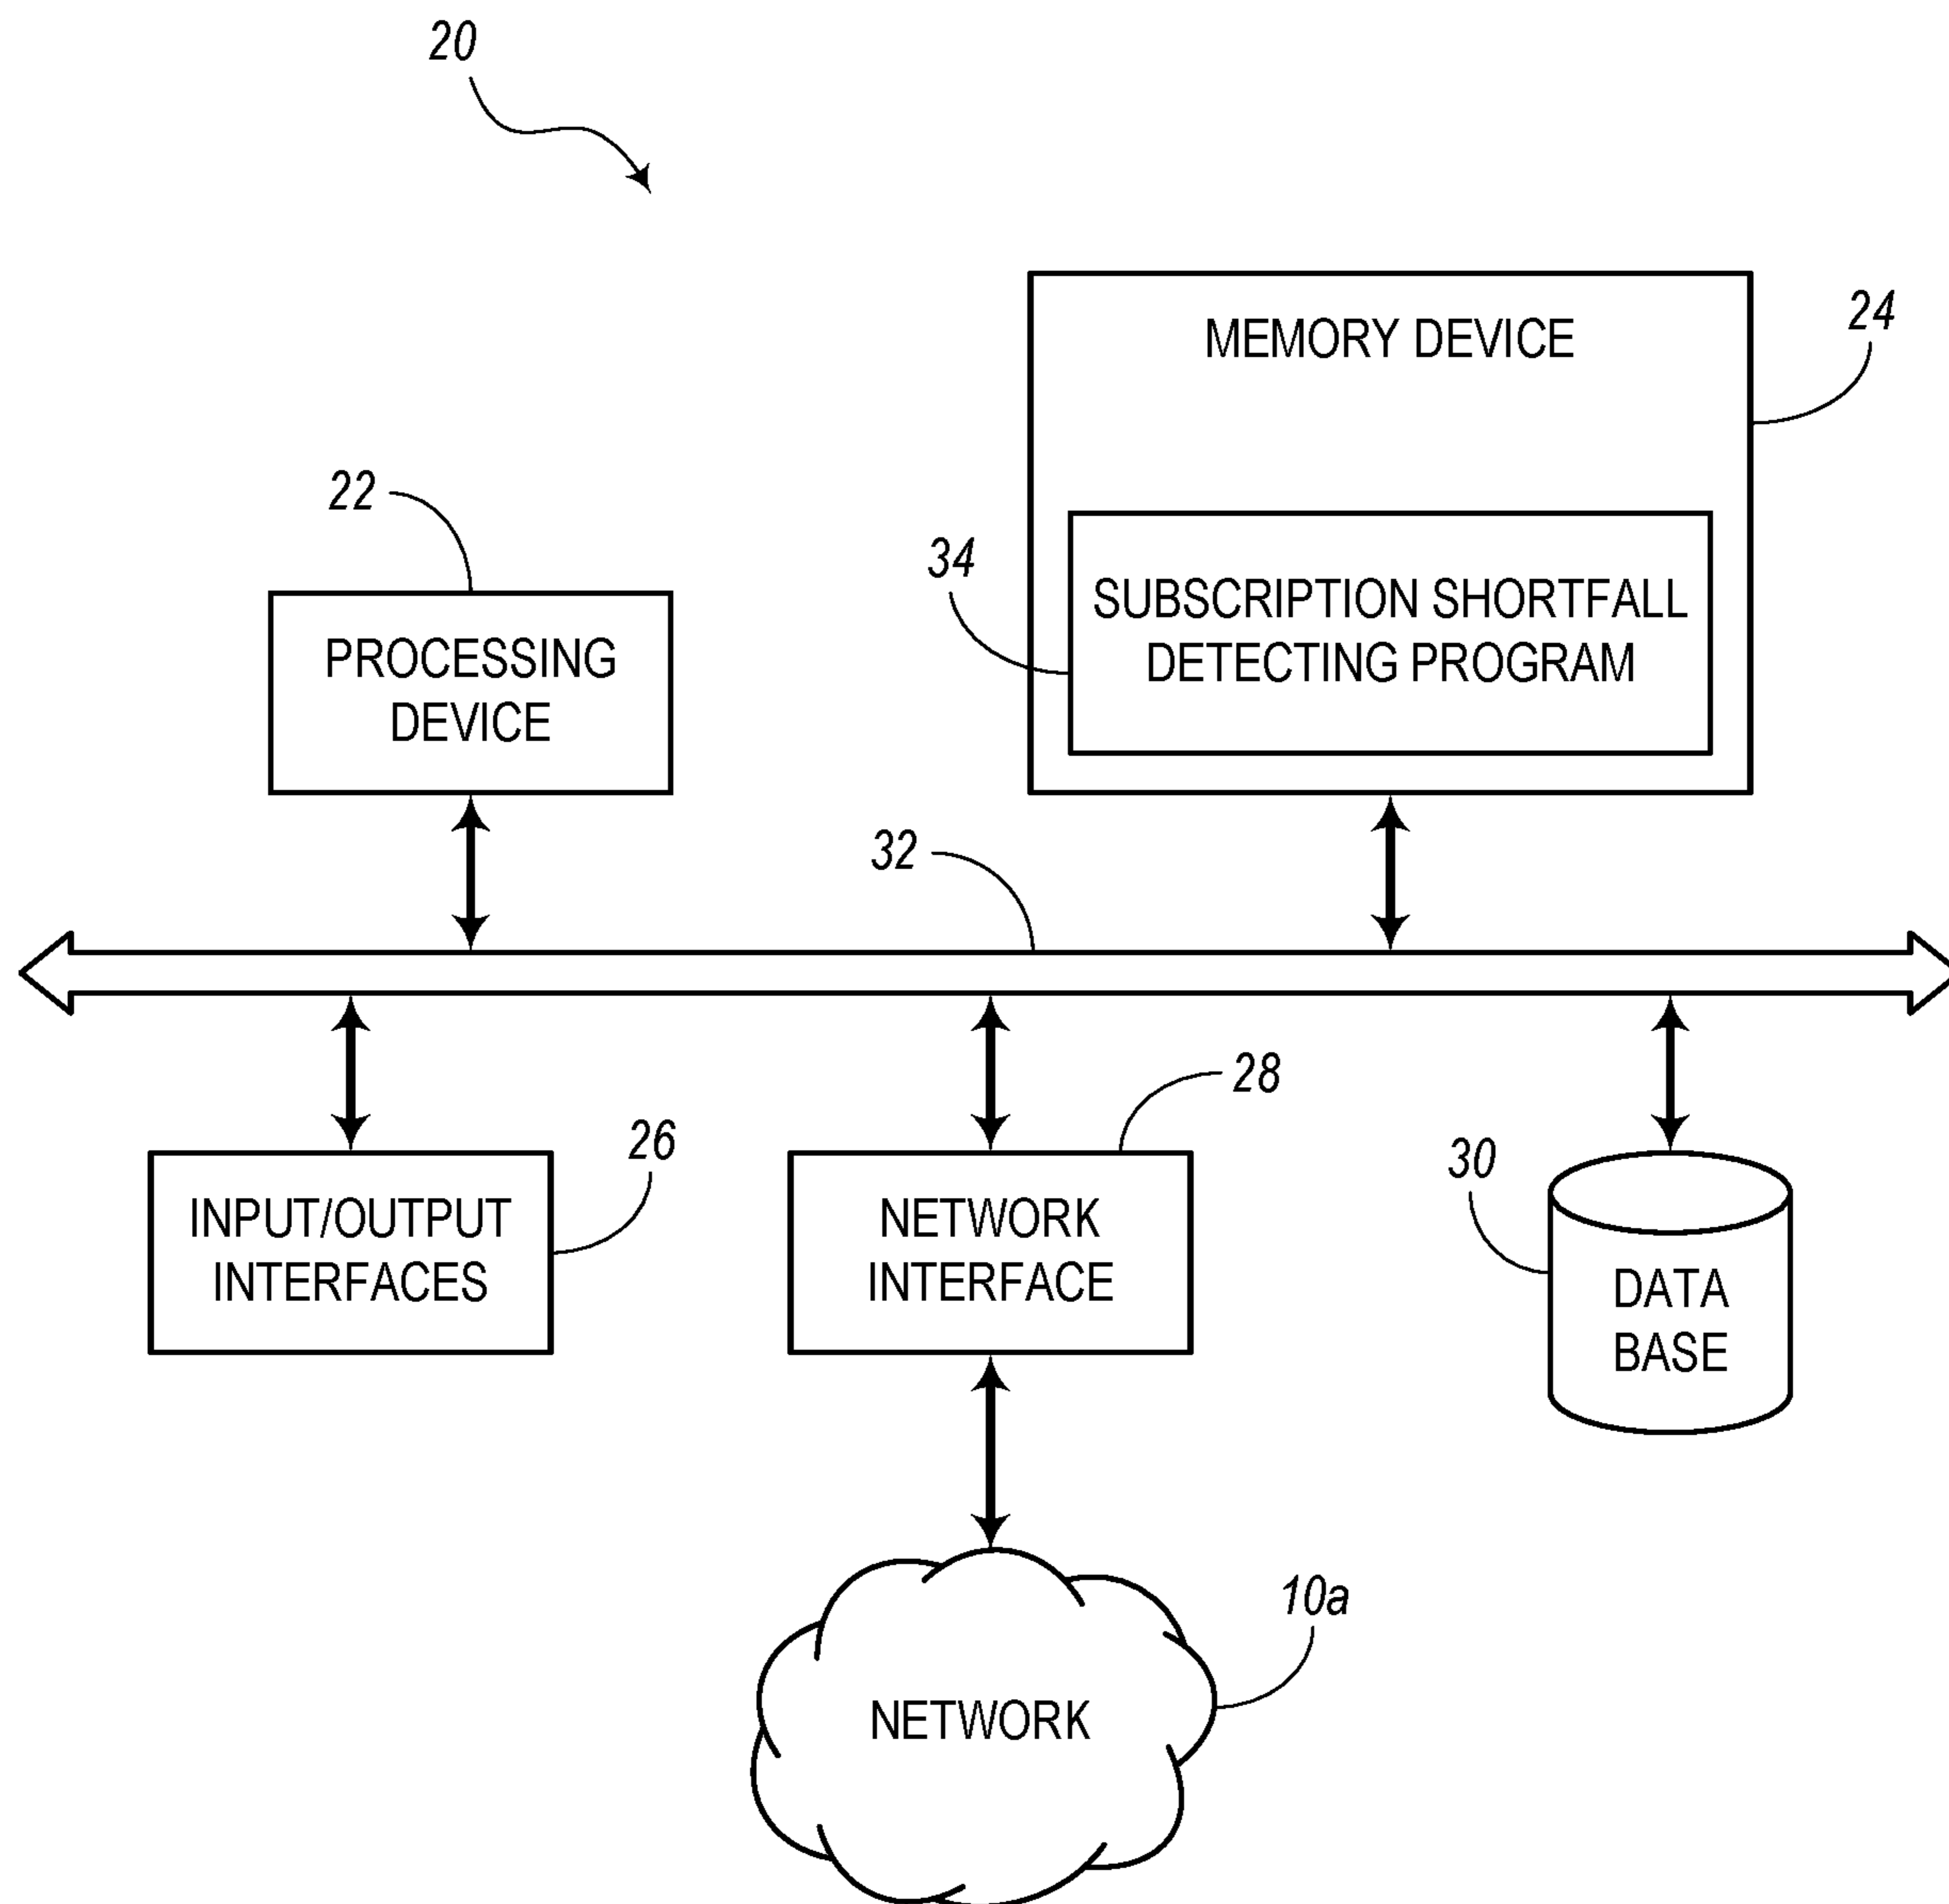 20
MEMORY DEVICE
24
22
34
SUBSCRIPTION SHORTFALL
DETECTING PROGRAM
PROCESSING
DEVICE
32
28
26
30
INPUT/OUTPUT
INTERFACES
NETWORK
INTERFACE
DATA
BASE
10a
NETWORK